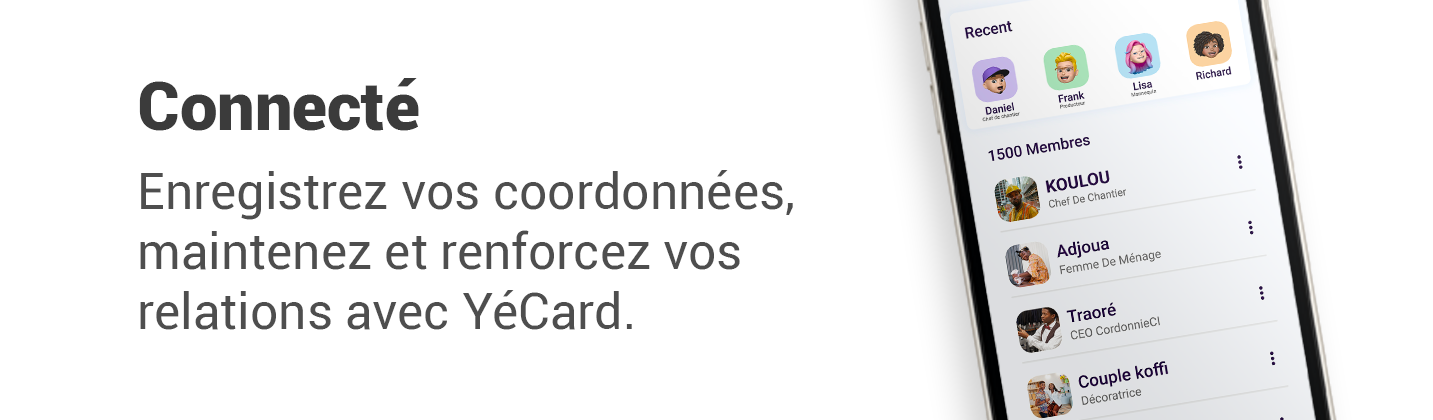 Connecté
Enregistrez vos coordonnées,
maintenez et renforcez vos
relations avec YéCard.
Recent
Daniel
Chef de chantier
Frank
Producteur
Lisa
Mannequin
Richard
1500 Membres
KOULOU
Chef De Chantier
Adjoua
Femme De Ménage
Traoré
CEO CordonnieCI
Couple koffi
Décoratrice